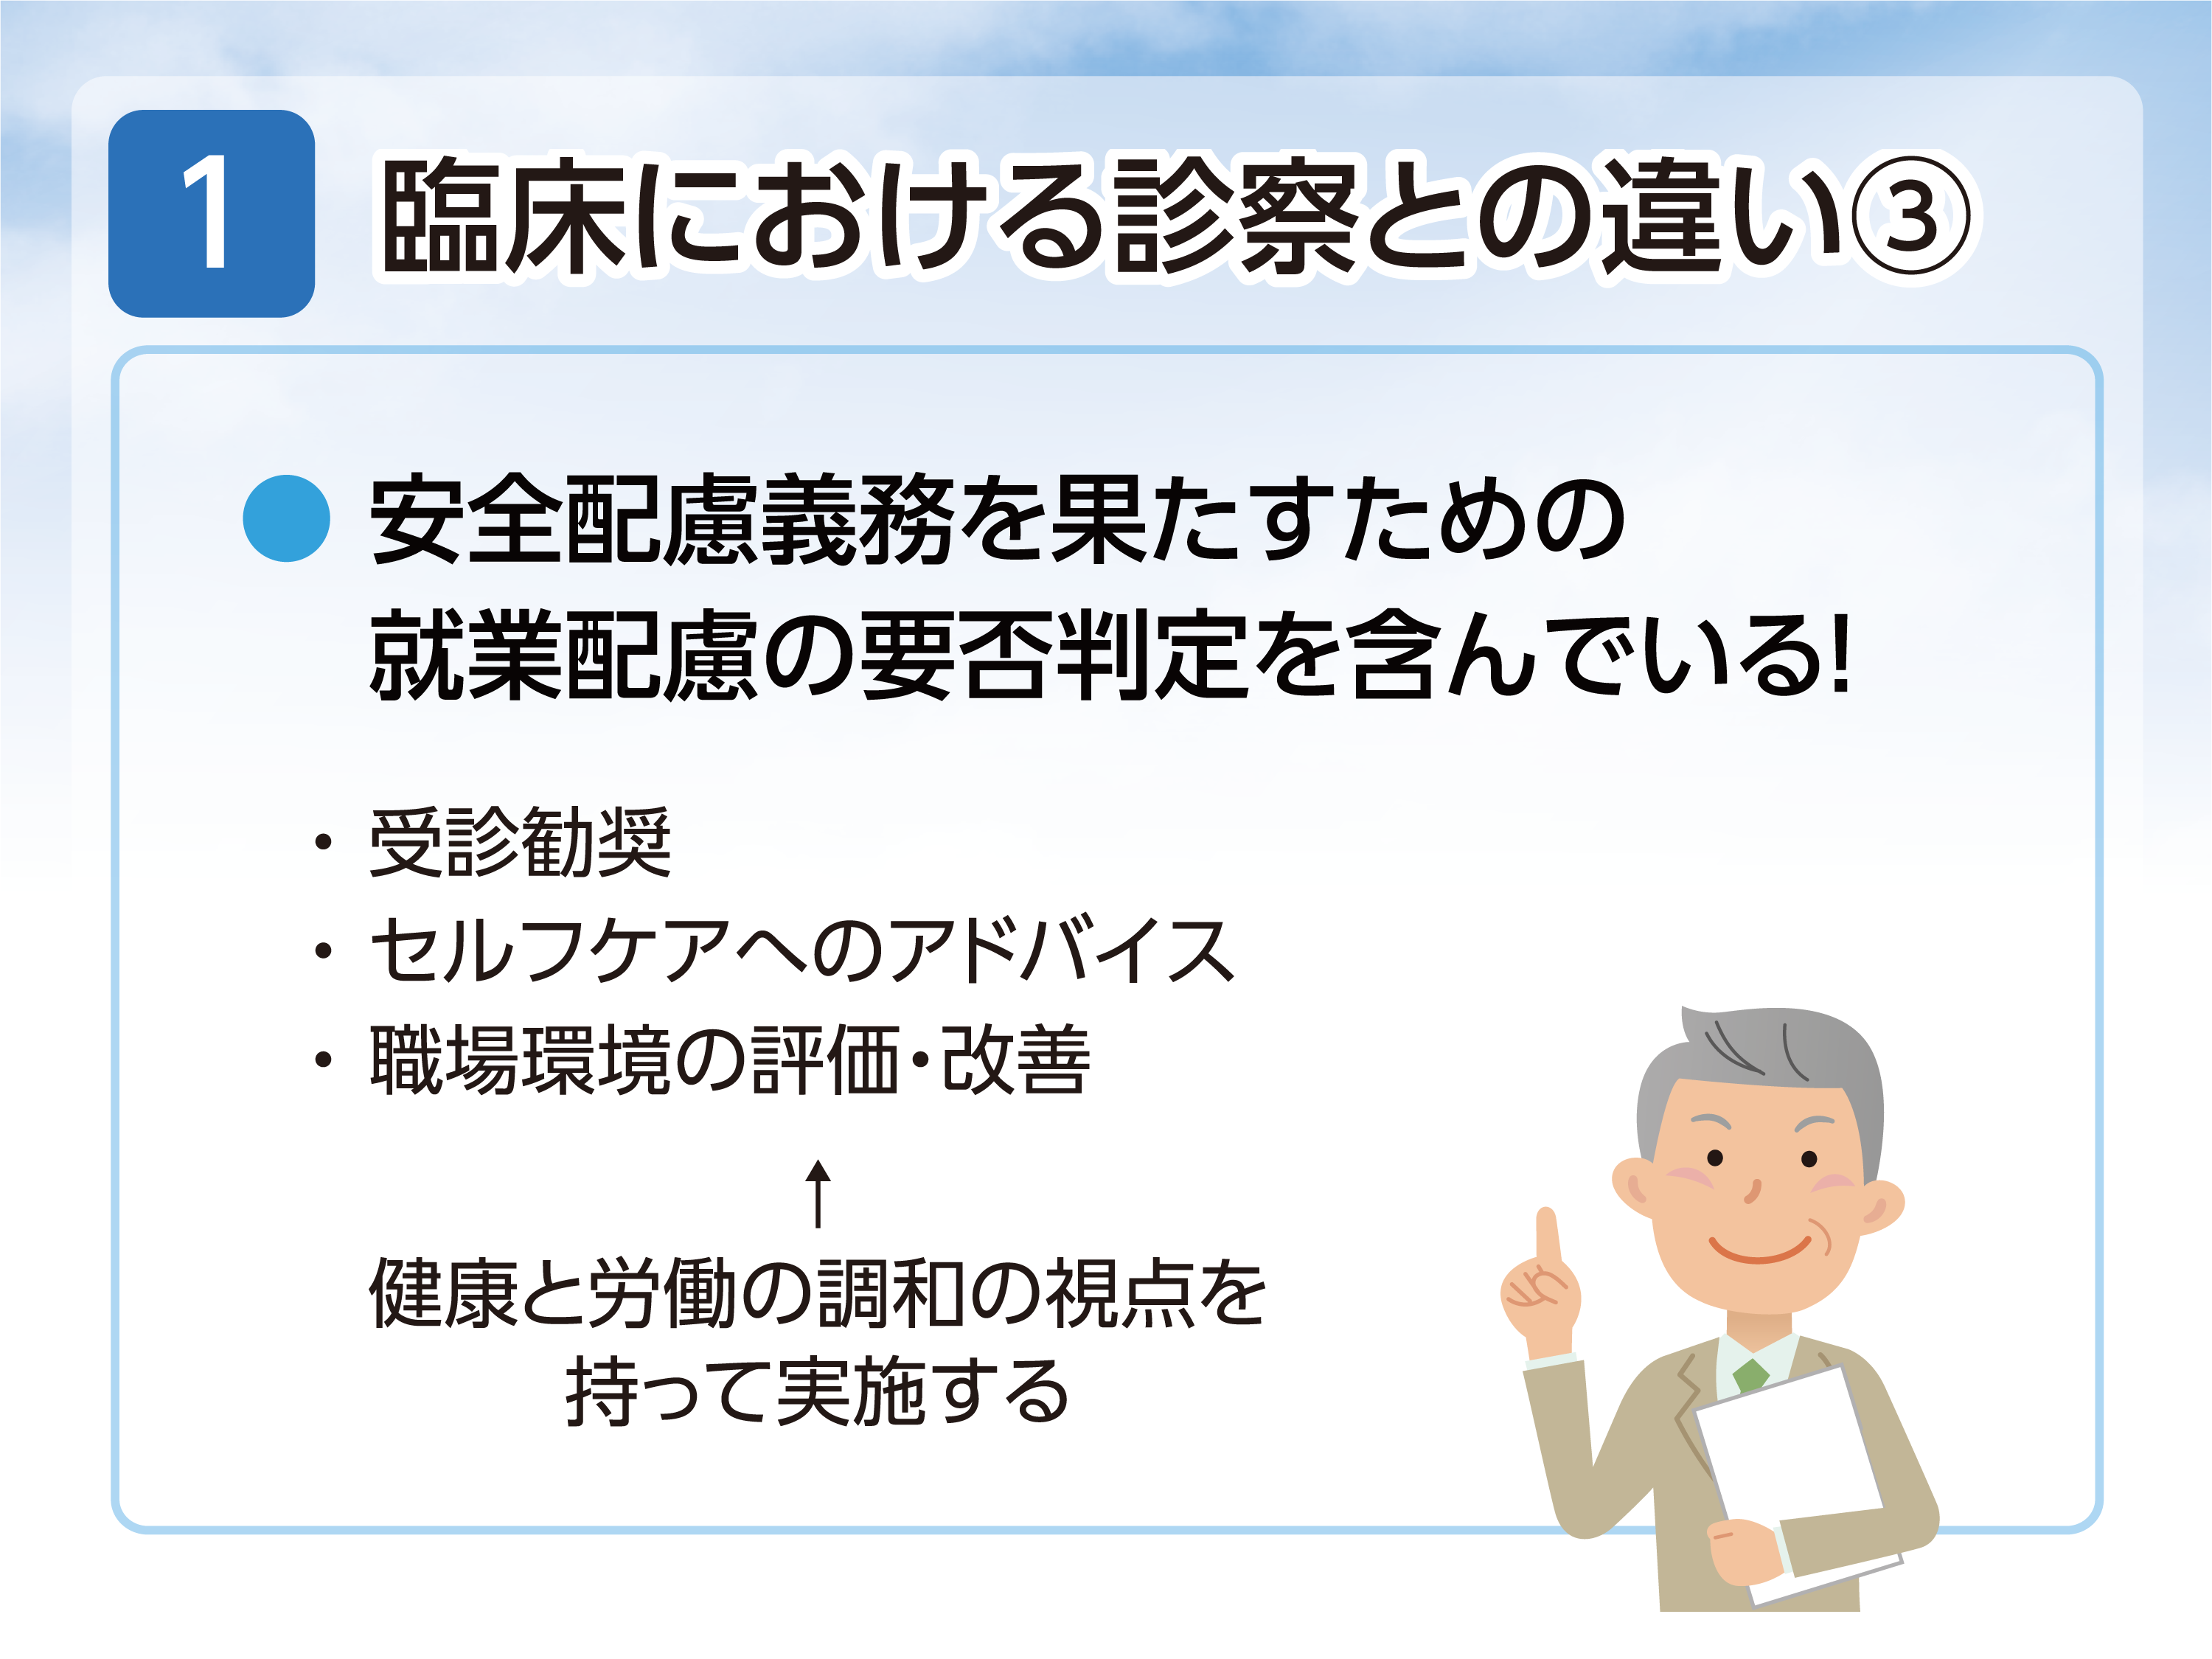 1
臨床における診察との違い③
● 安全配慮義務を果たすための
就業配慮の要否判定を含んでいる!
・ 受診勧奨
・ セルフケアへのアドバイス
・ 職場環境の評価・改善
↑
健康と労働の調和の視点を
持って実施する